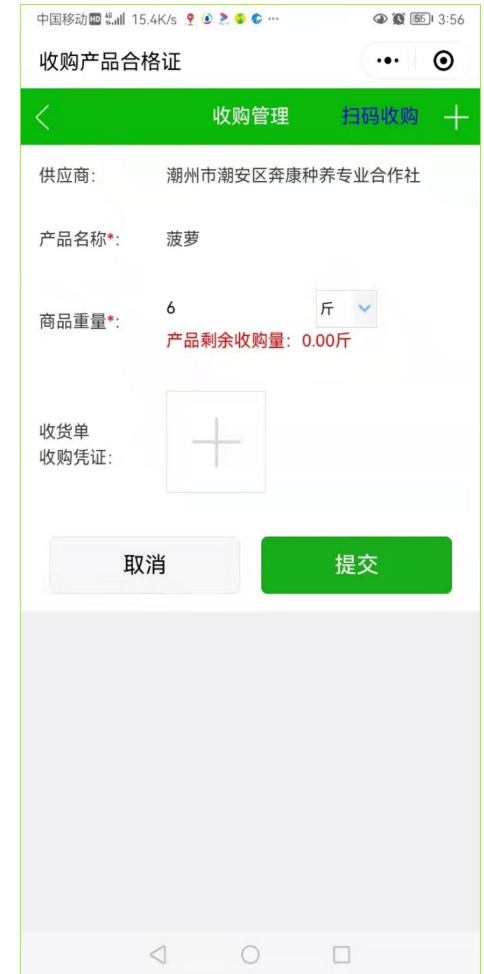 中国移动 HD 4G 15.4K/s ··· 55 3:56
收购产品合格证
收购管理 扫码收购
供应商: 潮州市潮安区奔康种养专业合作社
产品名称*: 菠萝
商品重量*: 6 斤
产品剩余收购量: 0.00斤
收货单
收购凭证:
取消 提交